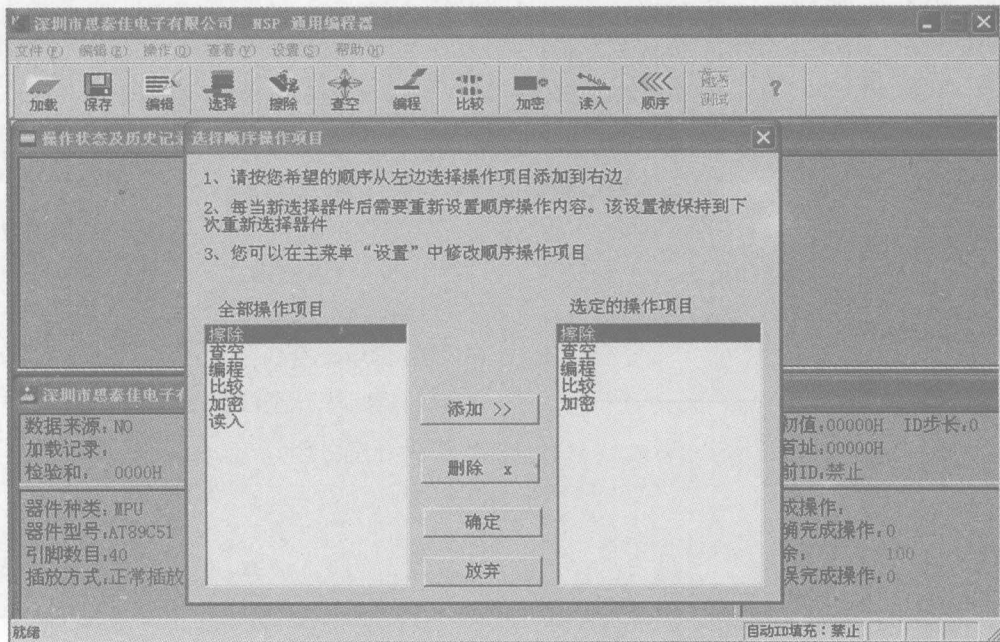 深圳市思泰佳电子有限公司 NSP 通用编程器
文件(F) 编辑(E) 操作(O) 查看(V) 设置(S) 帮助(H)
加载 保存 编辑 选择 擦除 查空 编程 比较 加密 读入 顺序 测试 ?
操作状态及历史记录
选择顺序操作项目
1、请按您希望的顺序从左边选择操作项目添加到右边
2、每当新选择器件后需要重新设置顺序操作内容。该设置被保持到下
次重新选择器件
3、您可以在主菜单“设置”中修改顺序操作项目
全部操作项目
擦除
查空
编程
比较
加密
读入
添加 >>
删除 x
确定
放弃
选定的操作项目
擦除
查空
编程
比较
加密
深圳市思泰佳电子有
数据来源:NO
加载记录:
检验和: 0000H
初值:00000H ID步长:0
首址:00000H
前ID:禁止
器件种类:MPU
器件型号:AT89C51
引脚数目:40
插放方式:正常插放
成操作:
确完成操作:0
余: 100
误完成操作:0
就绪
自动ID填充:禁止